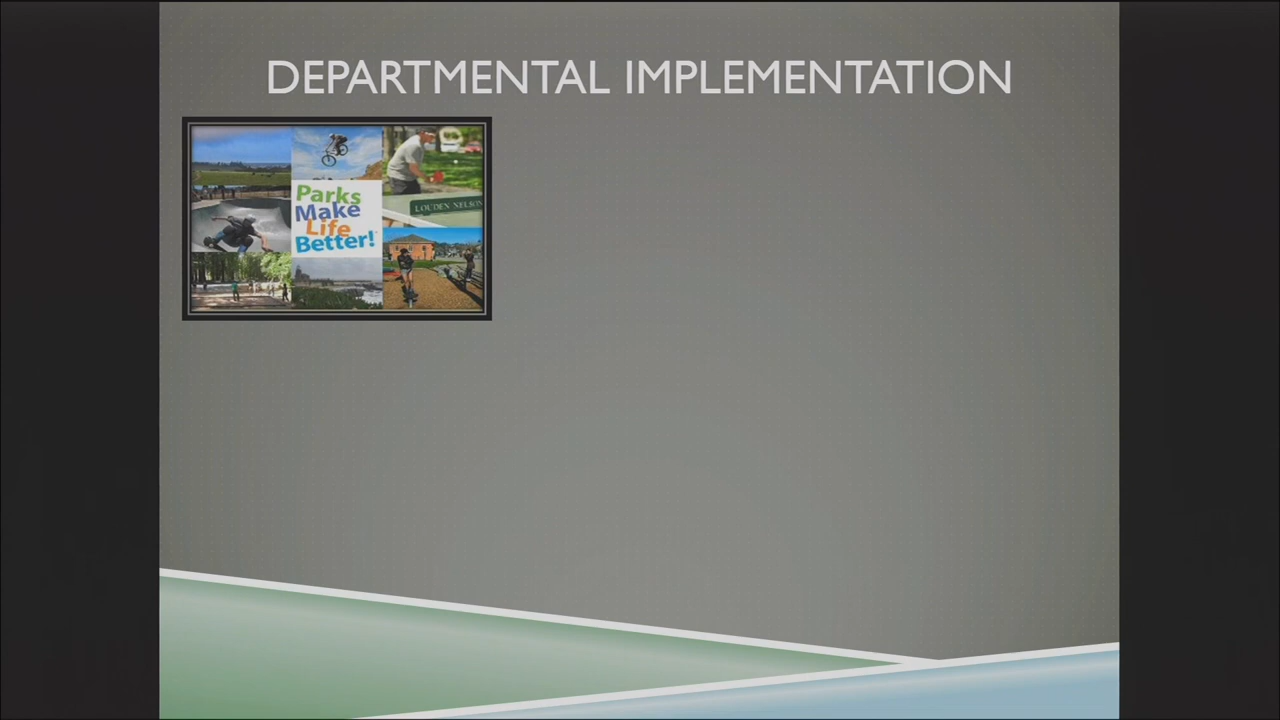 DEPARTMENTAL IMPLEMENTATION
Parks
Make
Life
Better!
LOUDEN NELSON